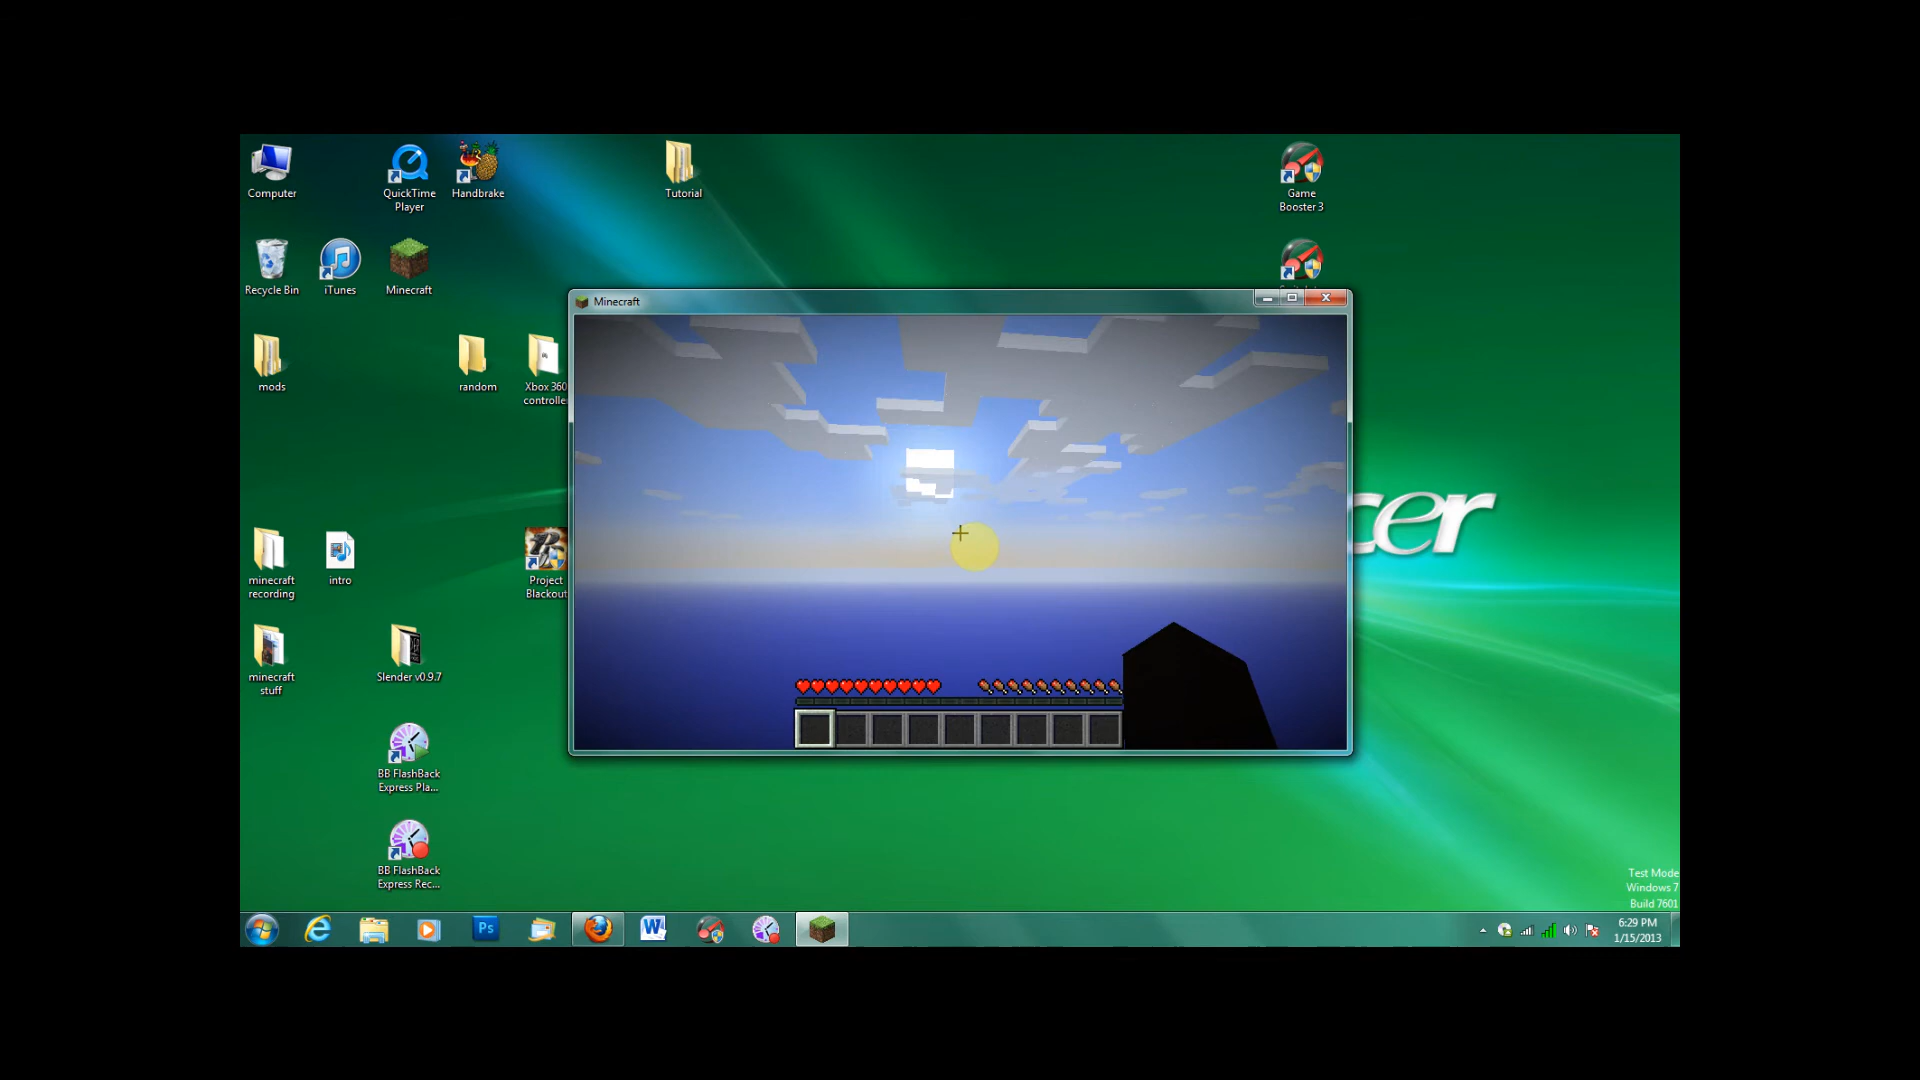 Computer
QuickTime
Player
Handbrake
Tutorial
Game
Booster 3
Recycle Bin
iTunes
Minecraft
Minecraft
mods
random
Xbox 360
controller
cer
minecraft
recording
intro
Project
Blackout
minecraft
stuff
Slender v0.9.7
BB FlashBack
Express Pla...
BB FlashBack
Express Rec...
Test Mode
Windows 7
Build 7601
Ps
W
6:29 PM
1/15/2013